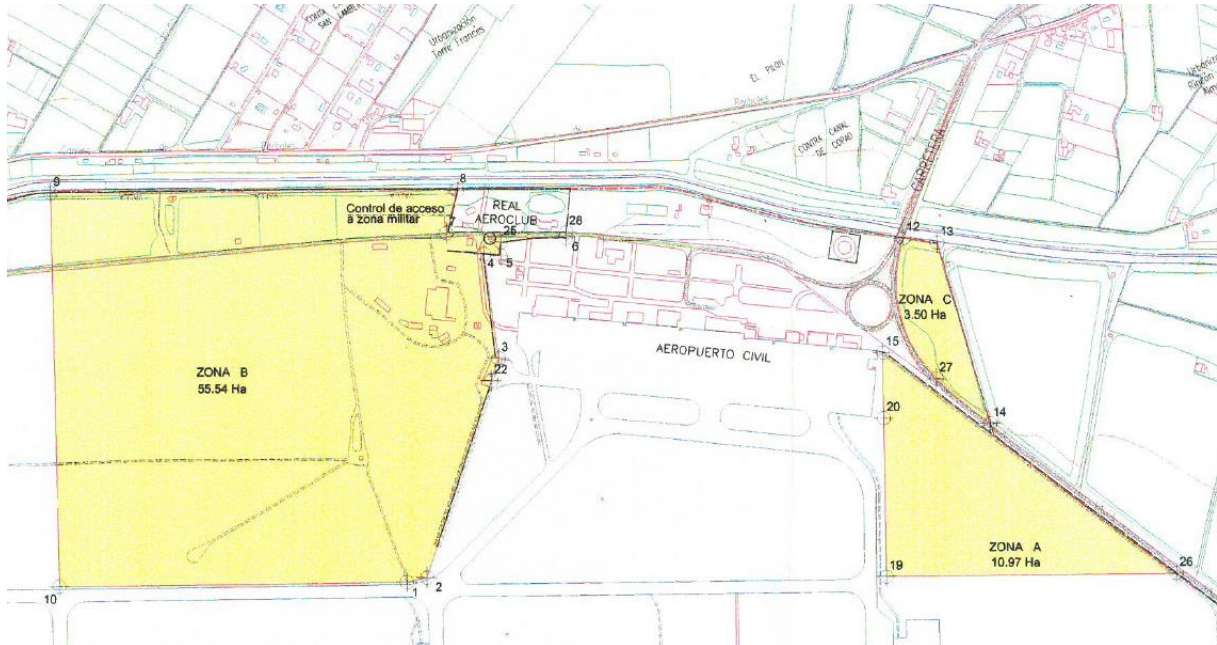 SAN LAMBERTO
Urbanización
Torre Francés
EL PILON
CONTRA CANAL
DE COPAO
CARRETERA
9
8
Control de acceso
a zona militar
REAL
AEROCLUB
25
28
4
5
6
12
13
ZONA C
3.50 Ha
15
AEROPUERTO CIVIL
3
22
27
20
14
ZONA B
55.54 Ha
ZONA A
10.97 Ha
19
26
10
1
2